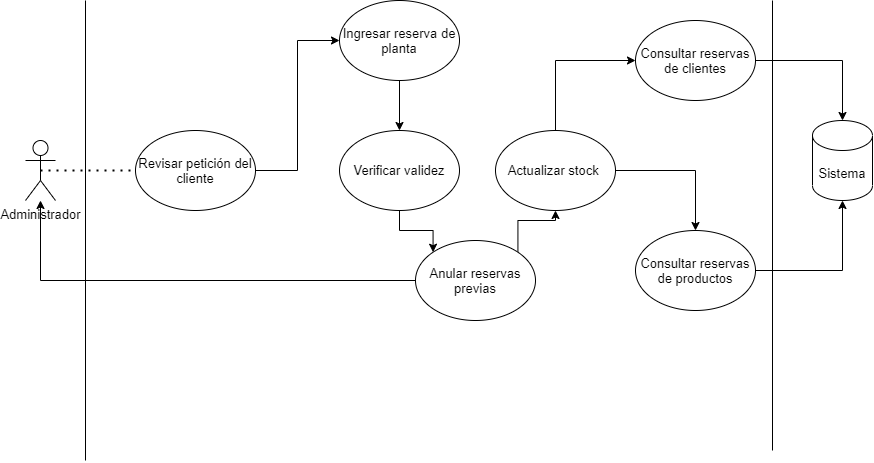 Administrador
Revisar petición del
cliente
Ingresar reserva de
planta
Verificar validez
Anular reservas
previas
Actualizar stock
Consultar reservas
de clientes
Consultar reservas
de productos
Sistema